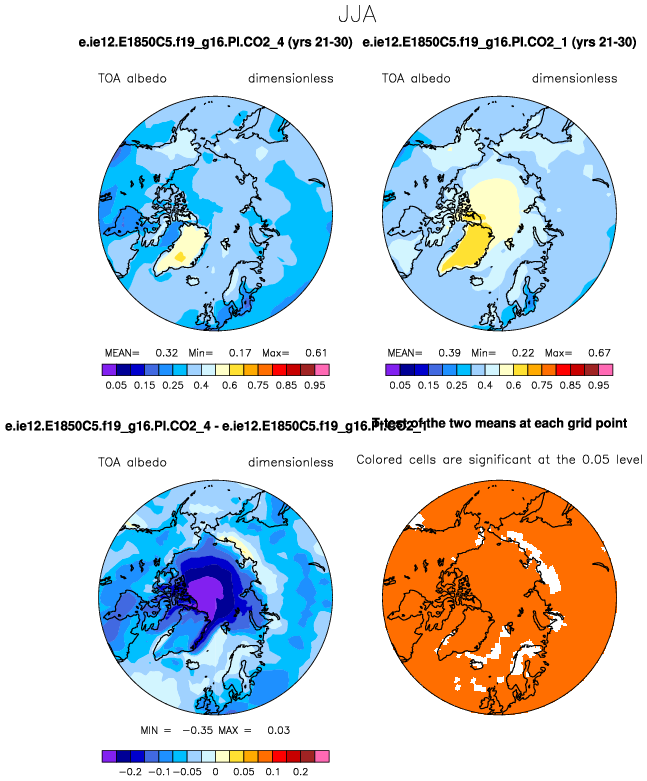 JJA
e.ie12.E1850C5.f19_g16.PI.CO2_4 (yrs 21-30) e.ie12.E1850C5.f19_g16.PI.CO2_1 (yrs 21-30)
TOA albedo dimensionless TOA albedo dimensionless
MEAN= 0.32 Min= 0.17 Max= 0.61 MEAN= 0.39 Min= 0.22 Max= 0.67
0.05 0.15 0.25 0.4 0.6 0.75 0.85 0.95 0.05 0.15 0.25 0.4 0.6 0.75 0.85 0.95
e.ie12.E1850C5.f19_g16.PI.CO2_4 - e.ie12.E1850C5.f19_g16.PI.CO2_1 T-test of the two means at each grid point
TOA albedo dimensionless Colored cells are significant at the 0.05 level
MIN = -0.35 MAX = 0.03
-0.2 -0.1 -0.05 0 0.05 0.1 0.2